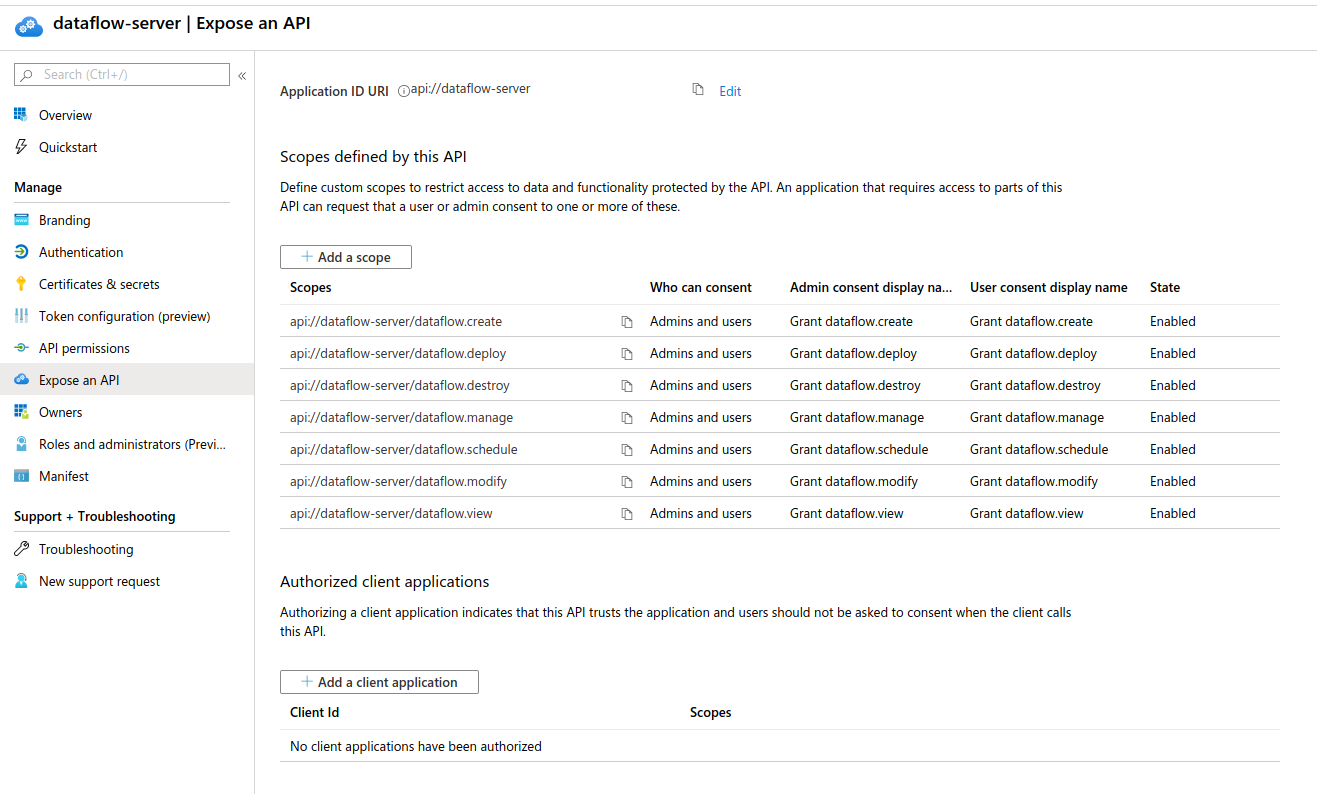 dataflow-server | Expose an API
Search (Ctrl+/)
«
Overview
Quickstart
Manage
Branding
Authentication
Certificates & secrets
Token configuration (preview)
API permissions
Expose an API
Owners
Roles and administrators (Previ...
Manifest
Support + Troubleshooting
Troubleshooting
New support request
Application ID URI api://dataflow-server Edit
Scopes defined by this API
Define custom scopes to restrict access to data and functionality protected by the API. An application that requires access to parts of this
API can request that a user or admin consent to one or more of these.
+ Add a scope
Scopes Who can consent Admin consent display na... User consent display name State
api://dataflow-server/dataflow.create Admins and users Grant dataflow.create Grant dataflow.create Enabled
api://dataflow-server/dataflow.deploy Admins and users Grant dataflow.deploy Grant dataflow.deploy Enabled
api://dataflow-server/dataflow.destroy Admins and users Grant dataflow.destroy Grant dataflow.destroy Enabled
api://dataflow-server/dataflow.manage Admins and users Grant dataflow.manage Grant dataflow.manage Enabled
api://dataflow-server/dataflow.schedule Admins and users Grant dataflow.schedule Grant dataflow.schedule Enabled
api://dataflow-server/dataflow.modify Admins and users Grant dataflow.modify Grant dataflow.modify Enabled
api://dataflow-server/dataflow.view Admins and users Grant dataflow.view Grant dataflow.view Enabled
Authorized client applications
Authorizing a client application indicates that this API trusts the application and users should not be asked to consent when the client calls
this API.
+ Add a client application
Client Id Scopes
No client applications have been authorized